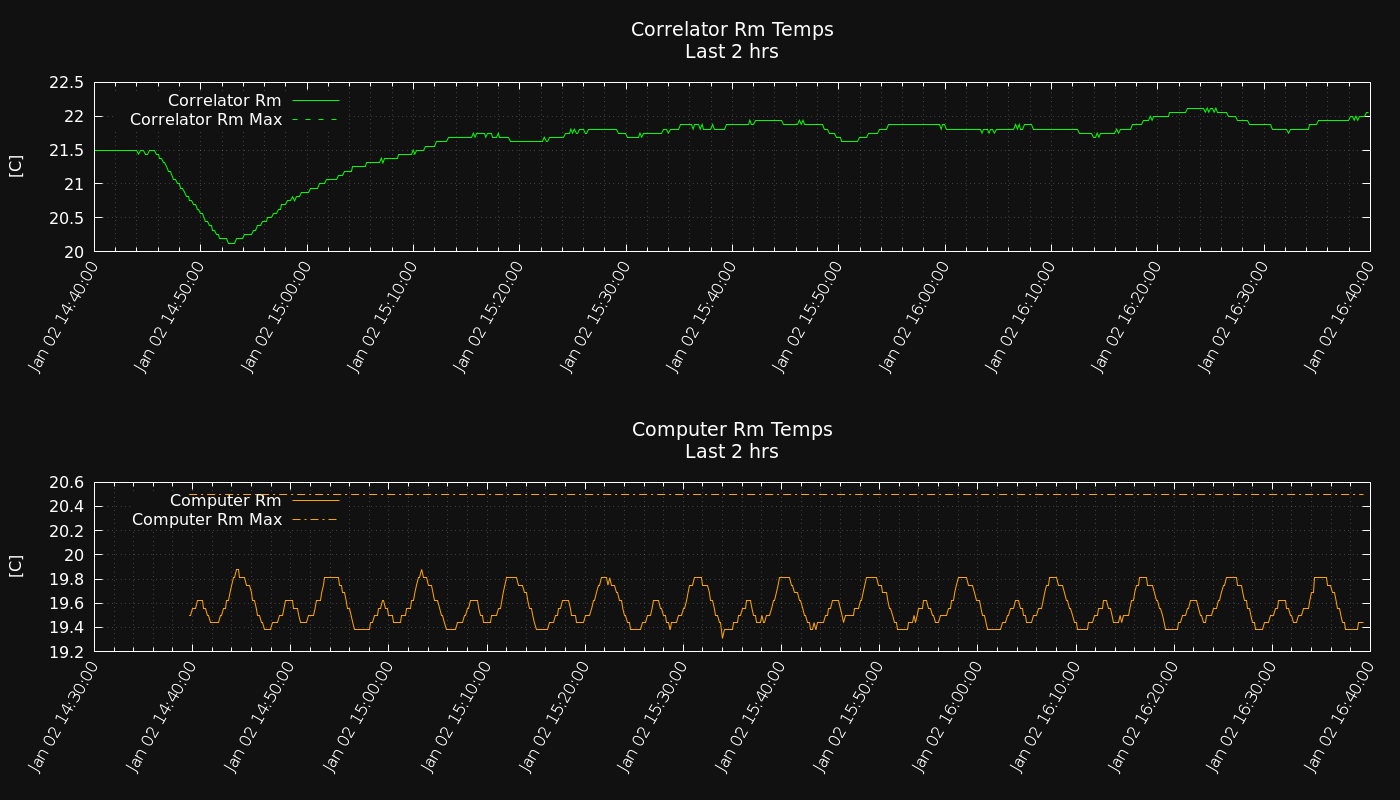 Correlator Rm Temps
Last 2 hrs
22.5
22
21.5
21
20.5
20
[C]
Correlator Rm
Correlator Rm Max
Jan 02 14:40:00
Jan 02 14:50:00
Jan 02 15:00:00
Jan 02 15:10:00
Jan 02 15:20:00
Jan 02 15:30:00
Jan 02 15:40:00
Jan 02 15:50:00
Jan 02 16:00:00
Jan 02 16:10:00
Jan 02 16:20:00
Jan 02 16:30:00
Jan 02 16:40:00
Computer Rm Temps
Last 2 hrs
20.6
20.4
20.2
20
19.8
19.6
19.4
19.2
[C]
Computer Rm
Computer Rm Max
Jan 02 14:30:00
Jan 02 14:40:00
Jan 02 14:50:00
Jan 02 15:00:00
Jan 02 15:10:00
Jan 02 15:20:00
Jan 02 15:30:00
Jan 02 15:40:00
Jan 02 15:50:00
Jan 02 16:00:00
Jan 02 16:10:00
Jan 02 16:20:00
Jan 02 16:30:00
Jan 02 16:40:00